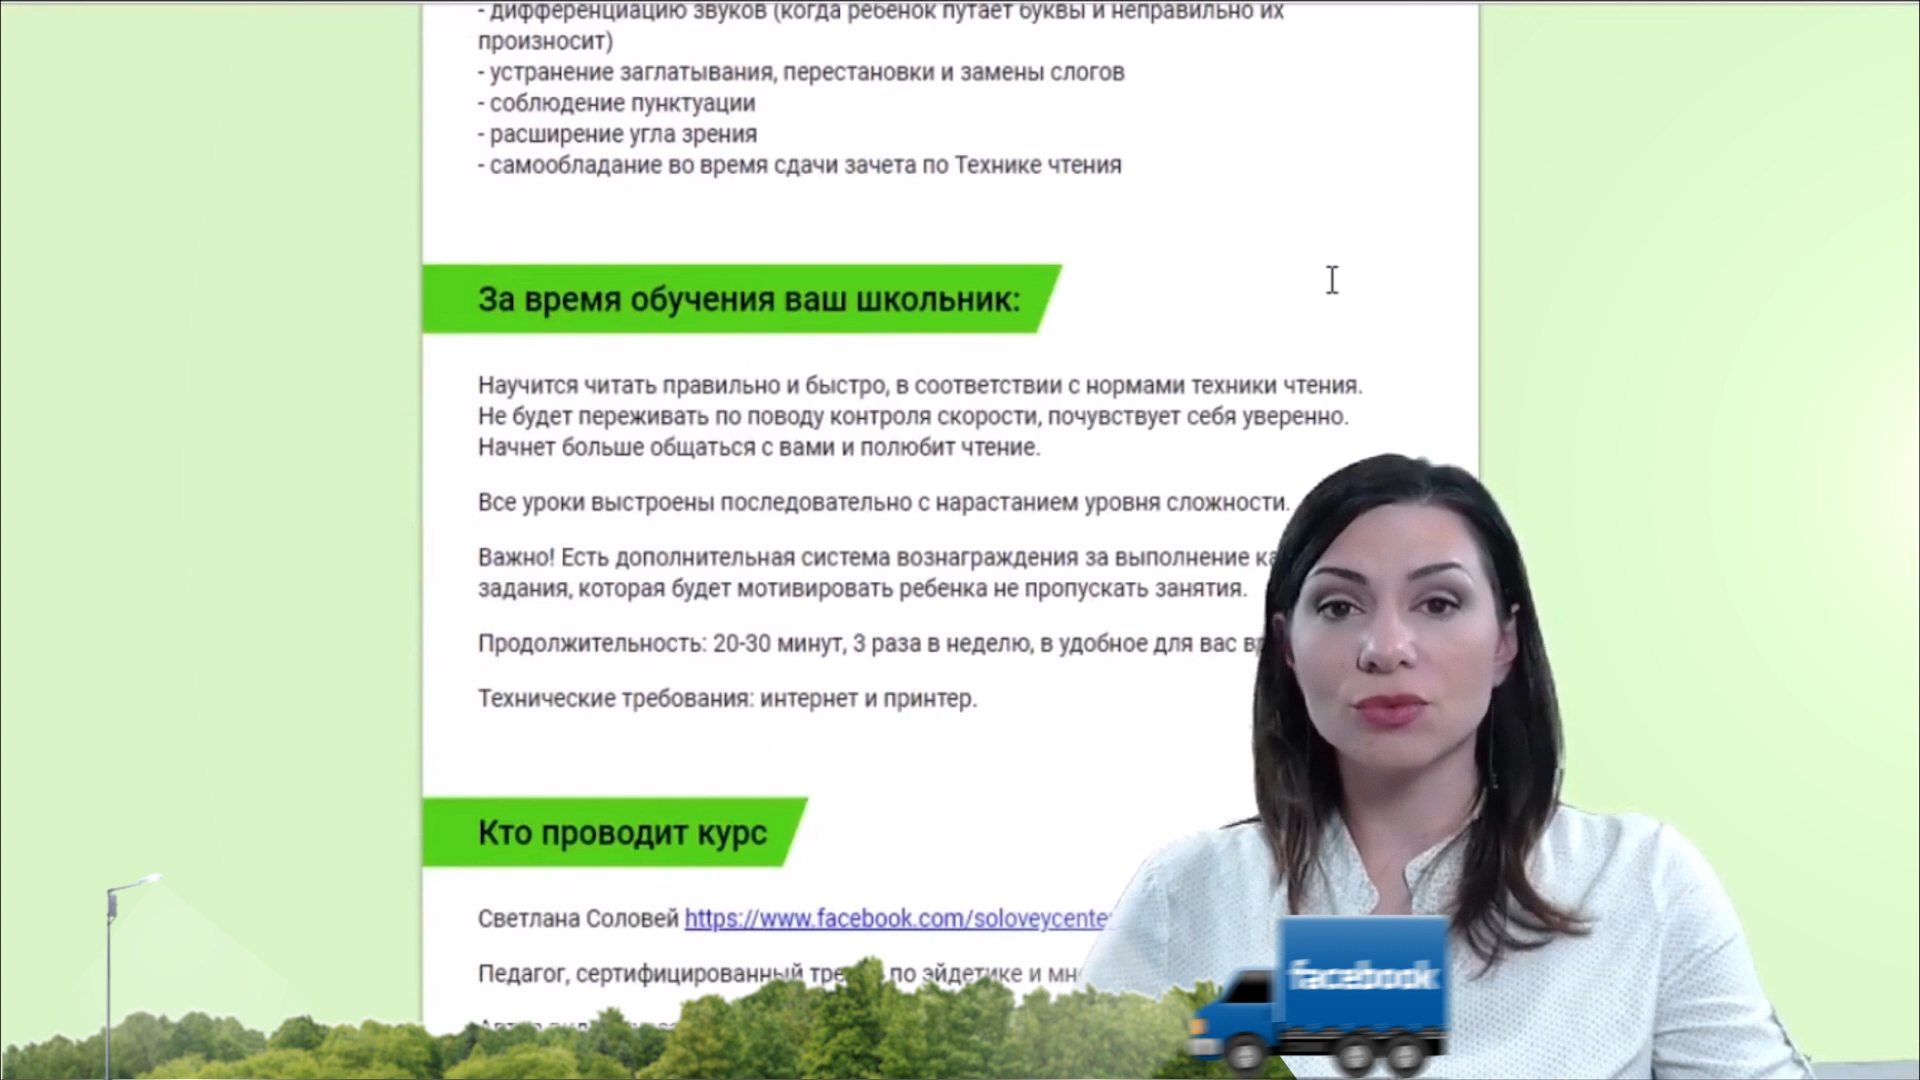 - дифференциацию звуков (когда ребенок путает буквы и неправильно их
произносит)
- устранение заглатывания, перестановки и замены слогов
- соблюдение пунктуации
- расширение угла зрения
- самообладание во время сдачи зачета по Технике чтения
За время обучения ваш школьник:
Научится читать правильно и быстро, в соответствии с нормами техники чтения.
Не будет переживать по поводу контроля скорости, почувствует себя уверенно.
Начнет больше общаться с вами и полюбит чтение.
Все уроки выстроены последовательно с нарастанием уровня сложности.
Важно! Есть дополнительная система вознаграждения за выполнение
задания, которая будет мотивировать ребенка не пропускать занятия.
Продолжительность: 20-30 минут, 3 раза в неделю, в удобное для вас
Технические требования: интернет и принтер.
Кто проводит курс
Светлана Соловей https://www.facebook.com/soloveycente
Педагог, сертифицированный по эйдетике и
facebook